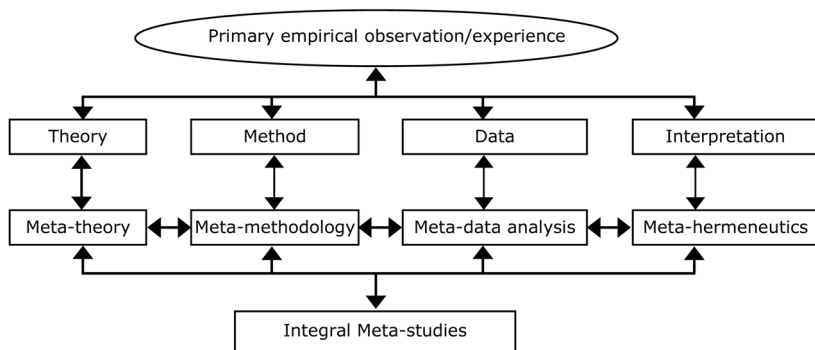 Primary empirical observation/experience
Theory
Method
Data
Interpretation
Meta-theory
Meta-methodology
Meta-data analysis
Meta-hermeneutics
Integral Meta-studies